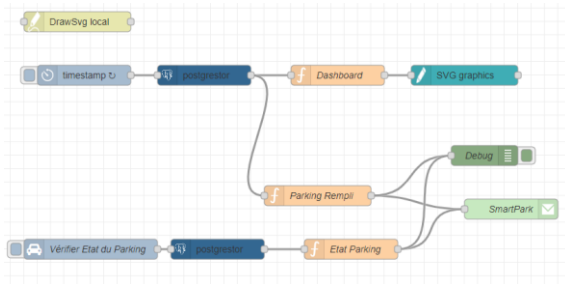 DrawSvg local
timestamp ↻
postgrestor
Dashboard
SVG graphics
Debug
Parking Rempli
SmartPark
Vérifier Etat du Parking
postgrestor
Etat Parking